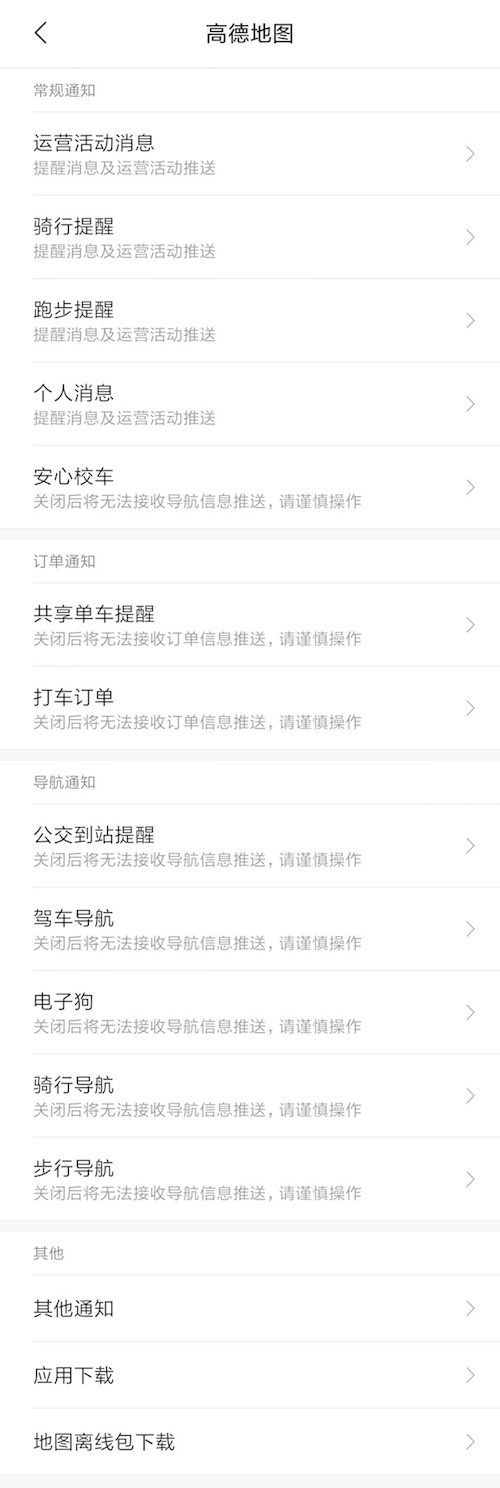 高德地图
常规通知
运营活动消息
提醒消息及运营活动推送
骑行提醒
提醒消息及运营活动推送
跑步提醒
提醒消息及运营活动推送
个人消息
提醒消息及运营活动推送
安心校车
关闭后将无法接收导航信息推送，请谨慎操作
订单通知
共享单车提醒
关闭后将无法接收订单信息推送，请谨慎操作
打车订单
关闭后将无法接收订单信息推送，请谨慎操作
导航通知
公交到站提醒
关闭后将无法接收导航信息推送，请谨慎操作
驾车导航
关闭后将无法接收导航信息推送，请谨慎操作
电子狗
关闭后将无法接收导航信息推送，请谨慎操作
骑行导航
关闭后将无法接收导航信息推送，请谨慎操作
步行导航
关闭后将无法接收导航信息推送，请谨慎操作
其他
其他通知
应用下载
地图离线包下载